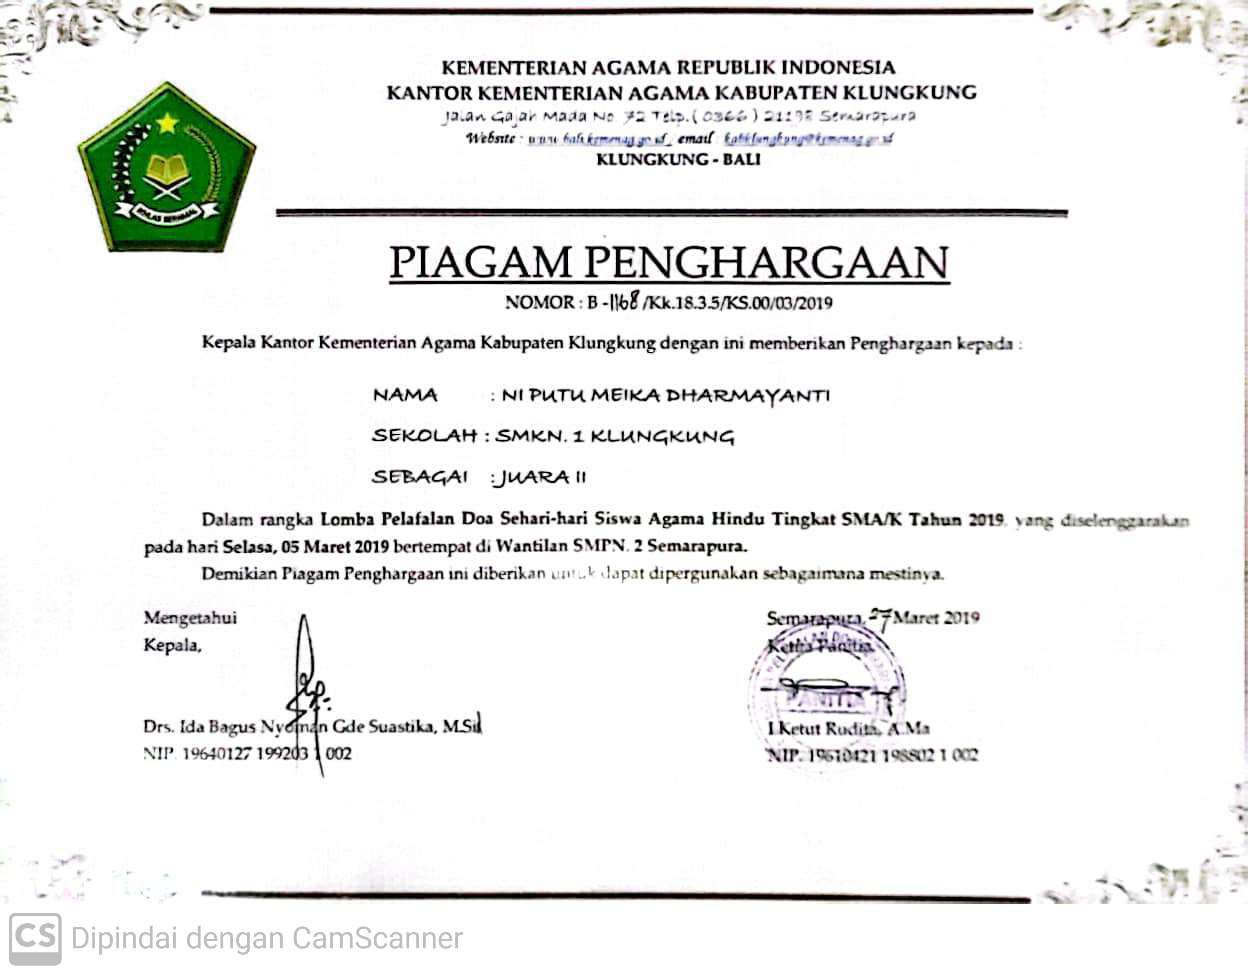 KEMENTERIAN AGAMA REPUBLIK INDONESIA
KANTOR KEMENTERIAN AGAMA KABUPATEN KLUNGKUNG
Jalan Gajah Mada No 72 Telp.( 0366 ) 21198 Semarapura
Website : www.bali.kemenag.go.id, email : kabklungkung@kemenag.go.id
KLUNGKUNG - BALI
IKHLAS BERAMAL
PIAGAM PENGHARGAAN
NOMOR : B -1168/Kk.18.3.5/KS.00/03/2019
Kepala Kantor Kementerian Agama Kabupaten Klungkung dengan ini memberikan Penghargaan kepada :
NAMA : NI PUTU MEIKA DHARMAYANTI
SEKOLAH : SMKN. 1 KLUNGKUNG
SEBAGAI : JUARA II
Dalam rangka Lomba Pelafalan Doa Sehari-hari Siswa Agama Hindu Tingkat SMA/K Tahun 2019, yang diselenggarakan
pada hari Selasa, 05 Maret 2019 bertempat di Wantilan SMPN. 2 Semarapura.
Demikian Piagam Penghargaan ini diberikan untuk dapat dipergunakan sebagaimana mestinya.
Mengetahui
Kepala,
Drs. Ida Bagus Nyoman Gde Suastika, M.Si
NIP. 19640127 199203 1 002
Semarapura, 27 Maret 2019
Ketua Panitia
PANITIA
I Ketut Rudita, A.Ma
NIP. 19610421 198802 1 002
CS Dipindai dengan CamScanner